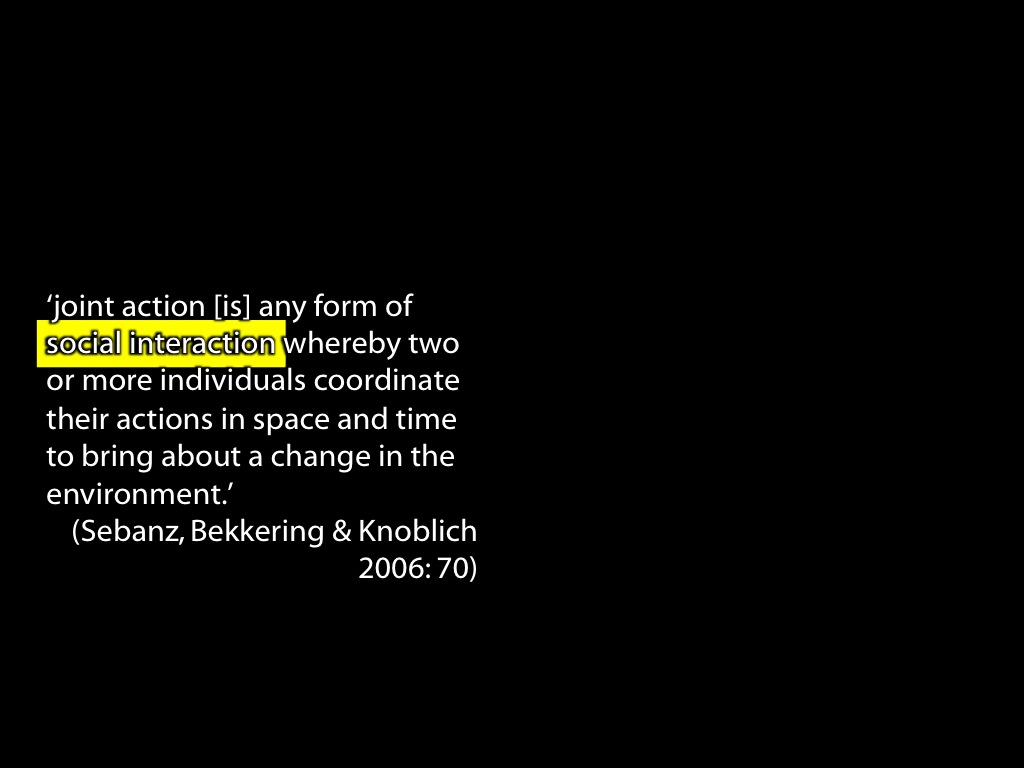 ‘joint action [is] any form of
social interaction whereby two
or more individuals coordinate
their actions in space and time
to bring about a change in the
environment.’
(Sebanz, Bekkering & Knoblich
2006: 70)